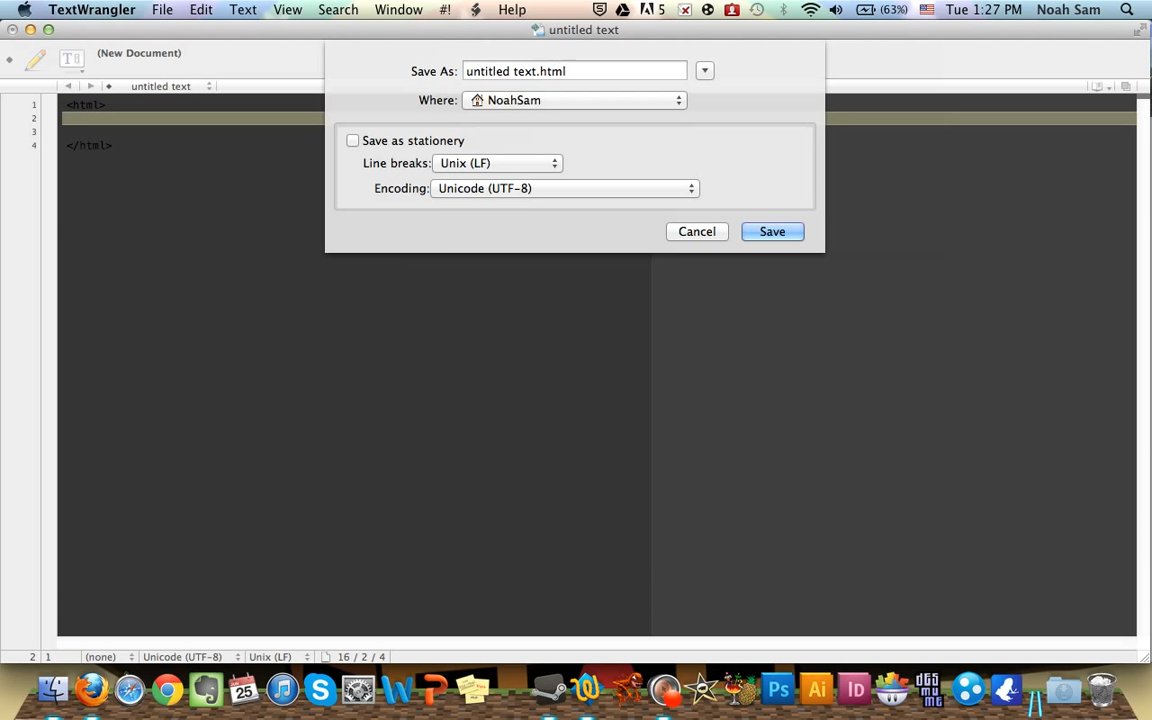 TextWrangler File Edit Text View Search Window #! Help 5 (63%) Tue 1:27 PM Noah Sam
untitled text
(New Document)
untitled text
Save As: untitled text.html
Where: NoahSam
Save as stationery
Line breaks: Unix (LF)
Encoding: Unicode (UTF-8)
Cancel Save
1 <html>
2
3
4 </html>
2 1 (none) Unicode (UTF-8) Unix (LF) 16 / 2 / 4
25 Ps Ai Id